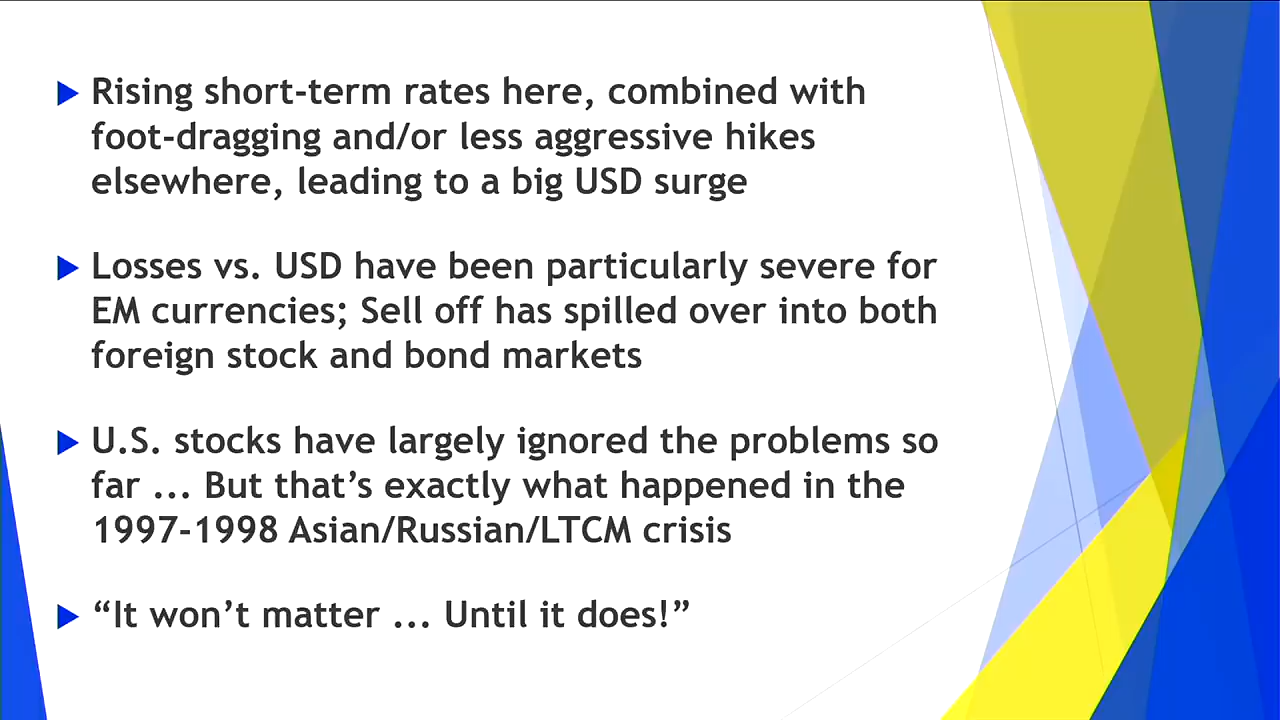 Rising short-term rates here, combined with
foot-dragging and/or less aggressive hikes
elsewhere, leading to a big USD surge
Losses vs. USD have been particularly severe for
EM currencies; Sell off has spilled over into both
foreign stock and bond markets
U.S. stocks have largely ignored the problems so
far ... But that’s exactly what happened in the
1997-1998 Asian/Russian/LTCM crisis
“It won’t matter ... Until it does!”